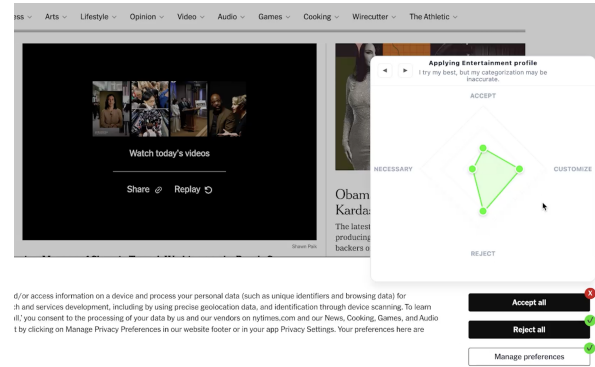 ess Arts Lifestyle Opinion Video Audio Games Cooking Wirecutter The Athletic
Applying Entertainment profile
I try my best, but my categorization may be
inaccurate.
ACCEPT
NECESSARY
CUSTOMIZE
REJECT
Watch today's videos
Share Replay
Shawn Paik
Obam
Karda
The latest
producing
backers o
d/or access information on a device and process your personal data (such as unique identifiers and browsing data) for
h and services development, including by using precise geolocation data, and identification through device scanning. To learn
all,' you consent to the processing of your data by us and our vendors on nytimes.com and our News, Cooking, Games, and Audio
t by clicking on Manage Privacy Preferences in our website footer or in your app Privacy Settings. Your preferences here are
Accept all
X
Reject all
Manage preferences